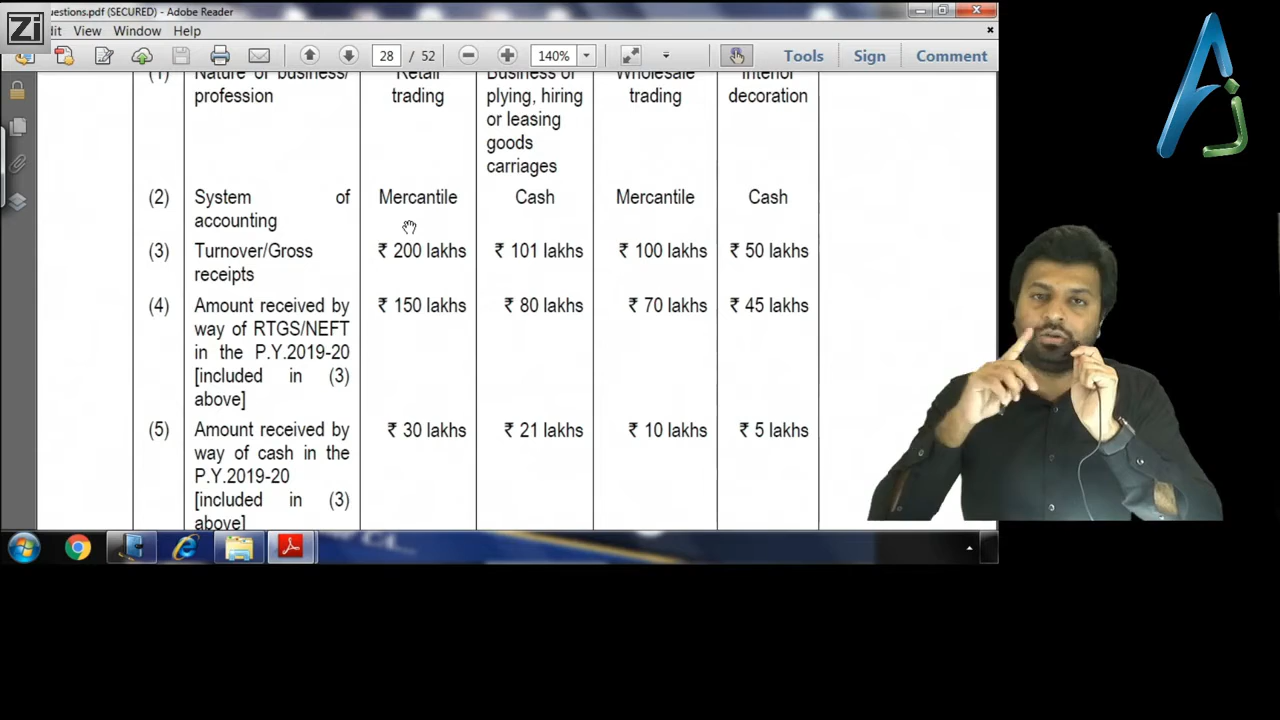 Zi
uestions.pdf (SECURED) - Adobe Reader
dit View Window Help
28 / 52 140% Tools Sign Comment
(1) Nature of business/ Retail Business of Wholesale Interior
profession trading plying, hiring trading decoration
or leasing
goods
carriages
(2) System of Mercantile Cash Mercantile Cash
accounting
(3) Turnover/Gross ₹ 200 lakhs ₹ 101 lakhs ₹ 100 lakhs ₹ 50 lakhs
receipts
(4) Amount received by ₹ 150 lakhs ₹ 80 lakhs ₹ 70 lakhs ₹ 45 lakhs
way of RTGS/NEFT
in the P.Y.2019-20
[included in (3)
above]
(5) Amount received by ₹ 30 lakhs ₹ 21 lakhs ₹ 10 lakhs ₹ 5 lakhs
way of cash in the
P.Y.2019-20
[included in (3)
above]
CA...